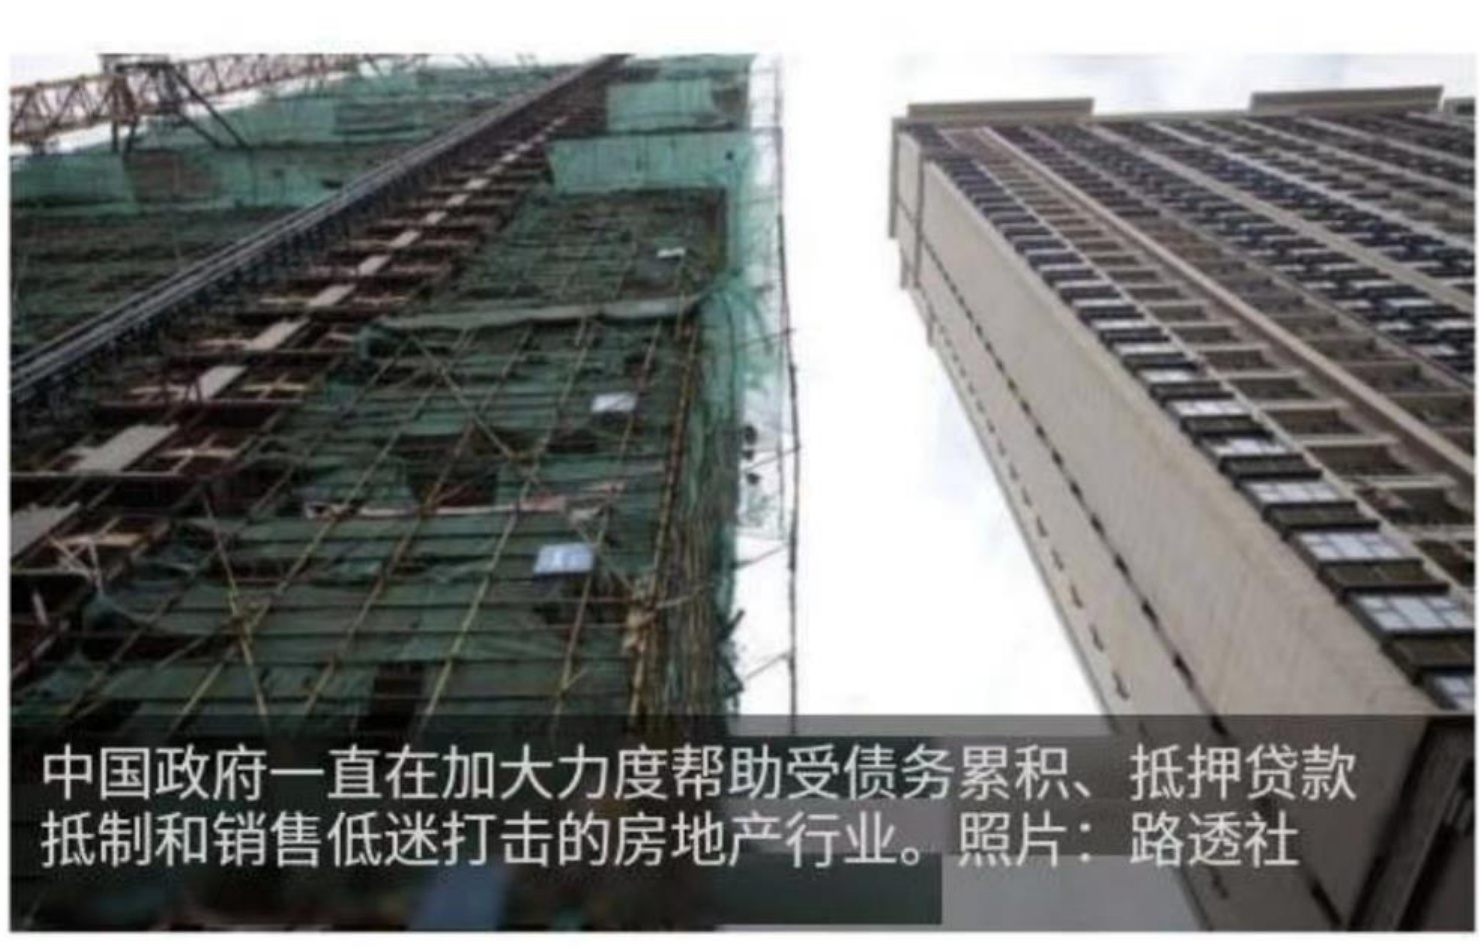 中国政府一直在加大力度帮助受债务累积、抵押贷款
抵制和销售低迷打击的房地产行业。照片：路透社